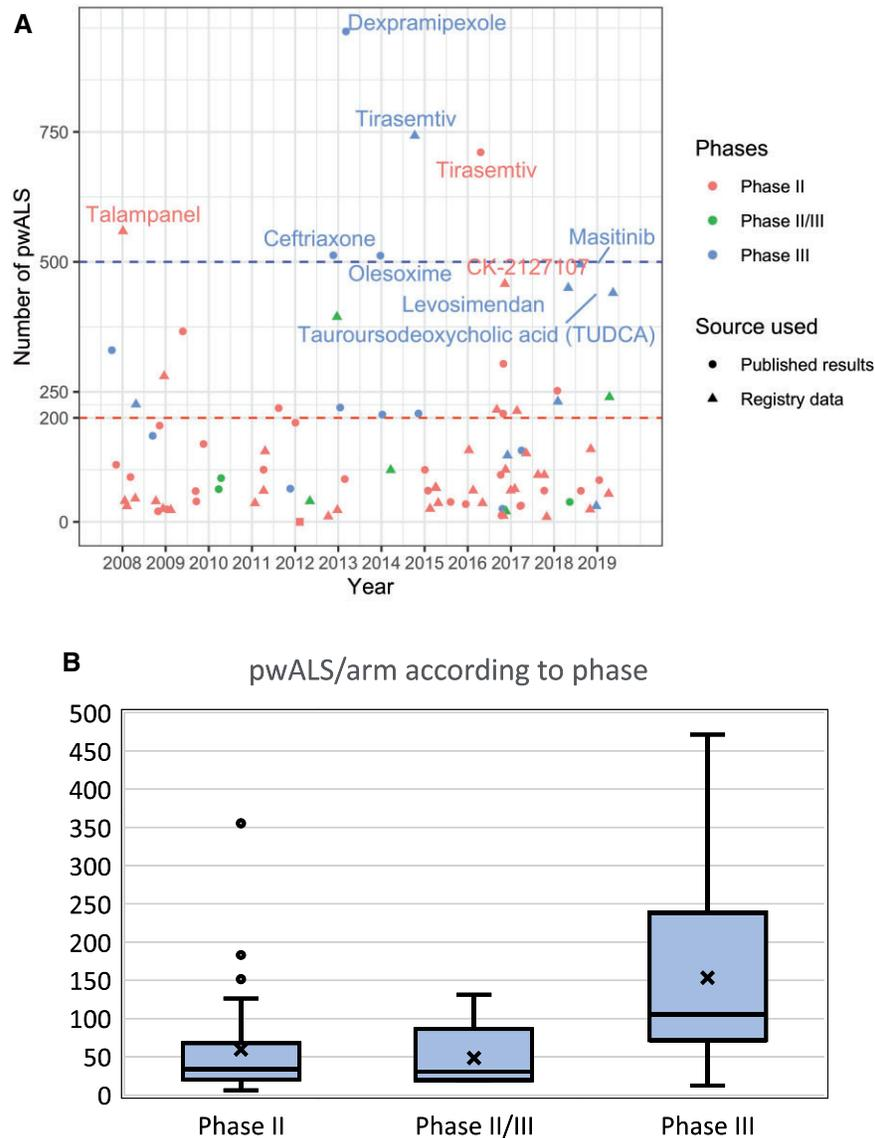 A
Dexpramipexole
Tirasemtiv
Tirasemtiv
Talampanel
Ceftriaxone
Masitinib
Olesoxime
CK-2127107
Levosimendan
Tauroursodeoxycholic acid (TUDCA)
Number of pwALS
750
500
250
200
0
2008 2009 2010 2011 2012 2013 2014 2015 2016 2017 2018 2019
Year
Phases
Phase II
Phase II/III
Phase III
Source used
Published results
Registry data
B
pwALS/arm according to phase
500
450
400
350
300
250
200
150
100
50
0
Phase II
Phase II/III
Phase III